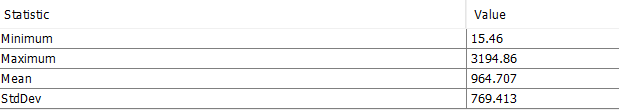 Statistic Value
Minimum 15.46
Maximum 3194.86
Mean 964.707
StdDev 769.413